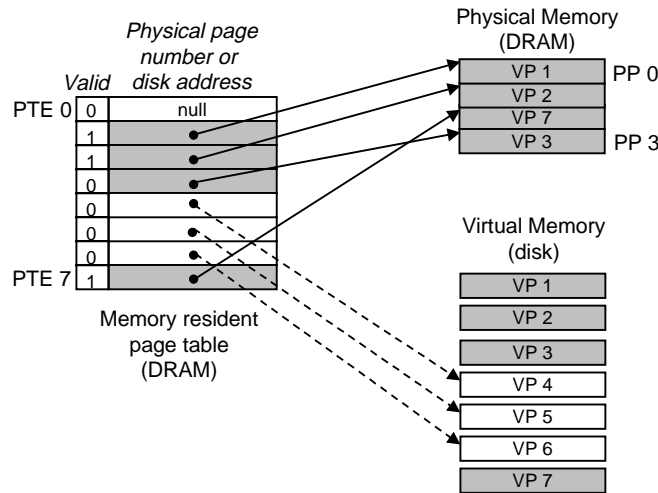 Physical page
number or
disk address
Valid
PTE 0
0
null
1
1
0
0
0
0
PTE 7
1
Memory resident
page table
(DRAM)
Physical Memory
(DRAM)
VP 1
PP 0
VP 2
VP 7
VP 3
PP 3
Virtual Memory
(disk)
VP 1
VP 2
VP 3
VP 4
VP 5
VP 6
VP 7